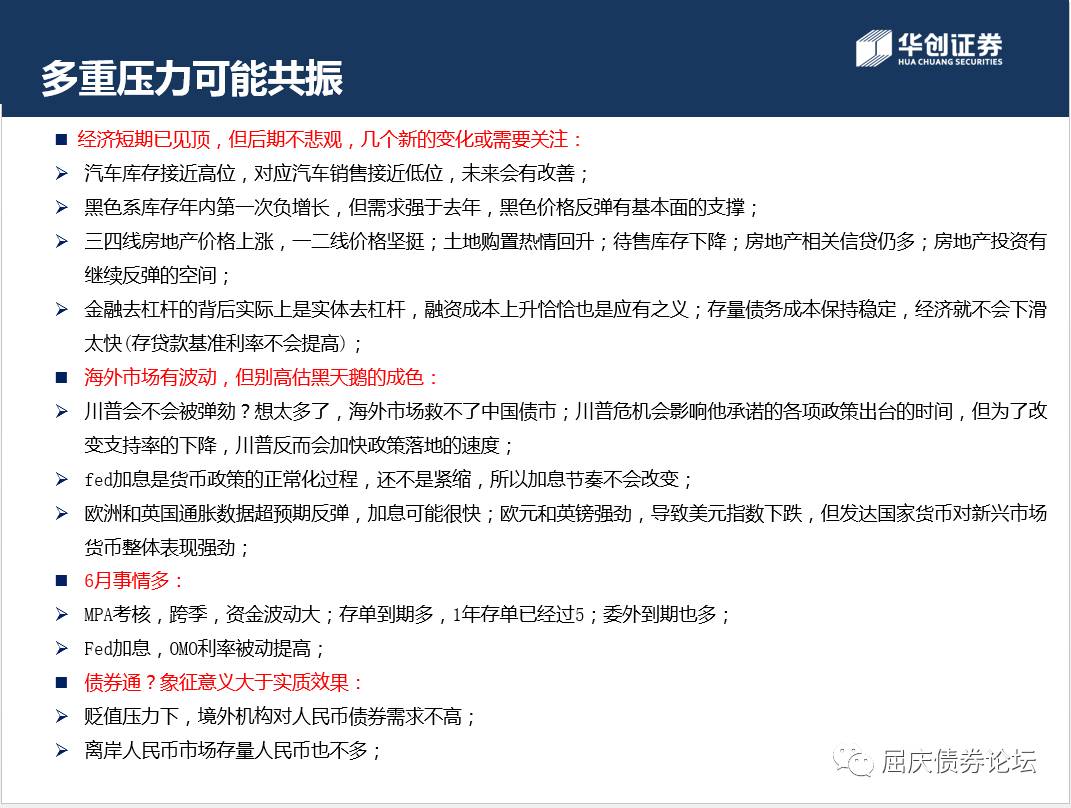 华创证券
HUA CHUANG SECURITIES
多重压力可能共振
■ 经济短期已见顶，但后期不悲观，几个新的变化或需要关注：
➢ 汽车库存接近高位，对应汽车销售接近低位，未来会有改善；
➢ 黑色系库存年内第一次负增长，但需求强于去年，黑色价格反弹有基本面的支撑；
➢ 三四线房地产价格上涨，一二线价格坚挺；土地购置热情回升；待售库存下降；房地产相关信贷仍多；房地产投资有
继续反弹的空间；
➢ 金融去杠杆的背后实际上是实体去杠杆，融资成本上升恰恰也是应有之义；存量债务成本保持稳定，经济就不会下滑
太快(存贷款基准利率不会提高)；
■ 海外市场有波动，但别高估黑天鹅的成色：
➢ 川普会不会被弹劾？想太多了，海外市场救不了中国债市；川普危机会影响他承诺的各项政策出台的时间，但为了改
变支持率的下降，川普反而会加快政策落地的速度；
➢ fed加息是货币政策的正常化过程，还不是紧缩，所以加息节奏不会改变；
➢ 欧洲和英国通胀数据超预期反弹，加息可能很快；欧元和英镑强劲，导致美元指数下跌，但发达国家货币对新兴市场
货币整体表现强劲；
■ 6月事情多：
➢ MPA考核，跨季，资金波动大；存单到期多，1年存单已经过5；委外到期也多；
➢ Fed加息，OMO利率被动提高；
■ 债券通？象征意义大于实质效果：
➢ 贬值压力下，境外机构对人民币债券需求不高；
➢ 离岸人民币市场存量人民币也不多；
屈庆债券论坛